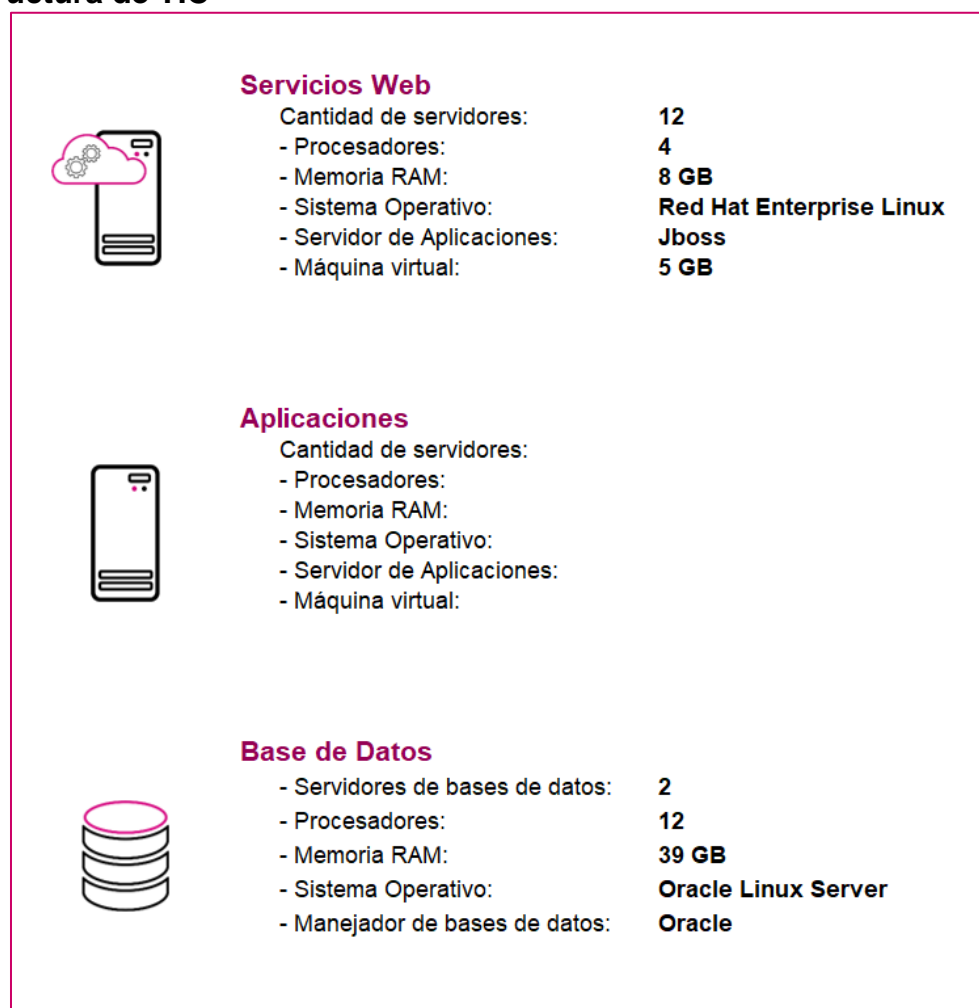 Servicios Web
Cantidad de servidores: 12
- Procesadores: 4
- Memoria RAM: 8 GB
- Sistema Operativo: Red Hat Enterprise Linux
- Servidor de Aplicaciones: Jboss
- Máquina virtual: 5 GB
Aplicaciones
Cantidad de servidores:
- Procesadores:
- Memoria RAM:
- Sistema Operativo:
- Servidor de Aplicaciones:
- Máquina virtual:
Base de Datos
- Servidores de bases de datos: 2
- Procesadores: 12
- Memoria RAM: 39 GB
- Sistema Operativo: Oracle Linux Server
- Manejador de bases de datos: Oracle